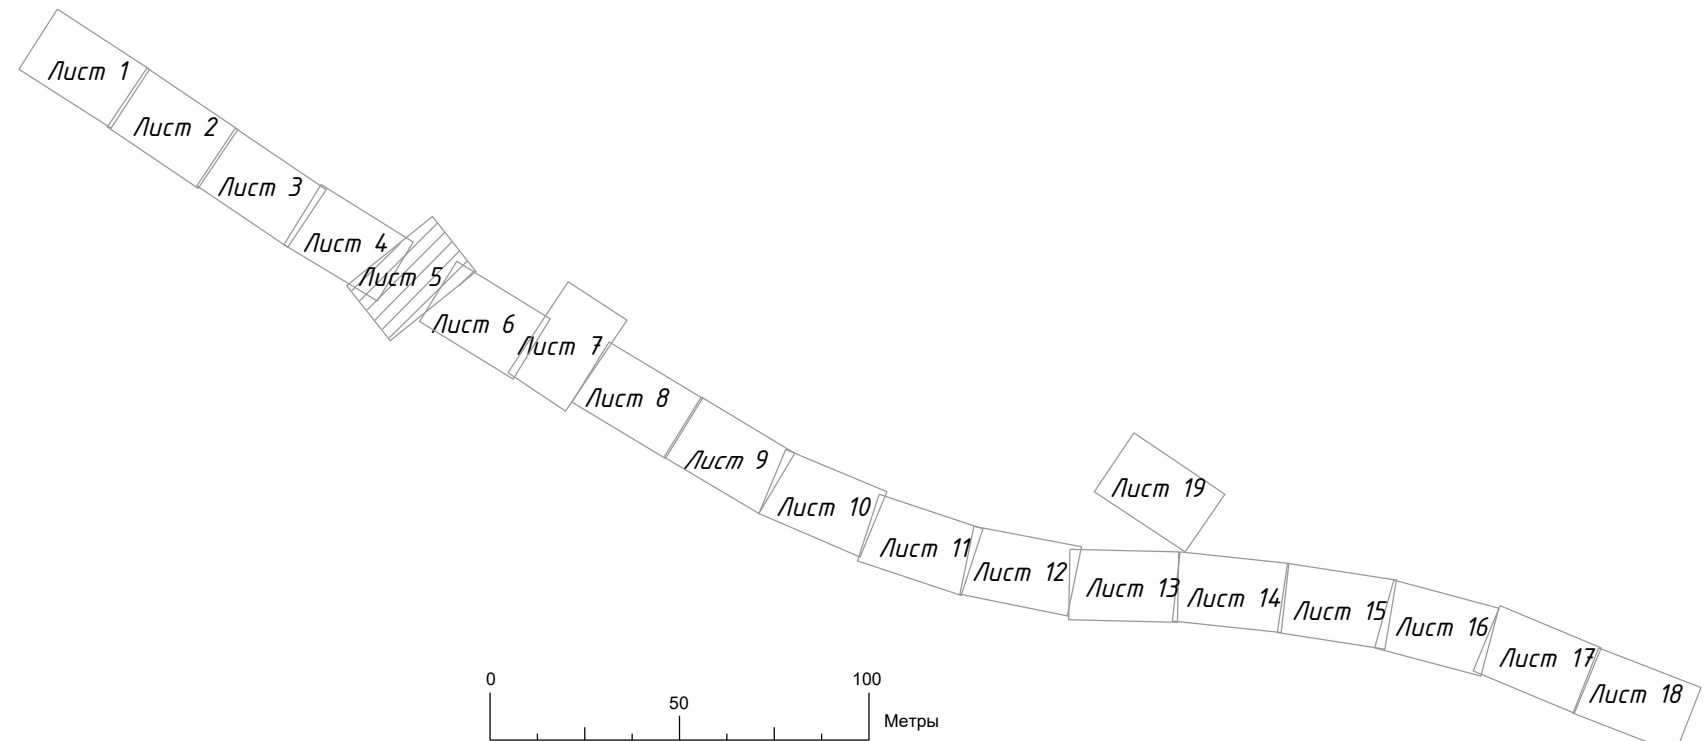 Лист 1
Лист 2
Лист 3
Лист 4
Лист 5
Лист 6
Лист 7
Лист 8
Лист 9
Лист 10
Лист 11
Лист 12
Лист 13
Лист 14
Лист 15
Лист 16
Лист 17
Лист 18
Лист 19
0
50
100
Метры